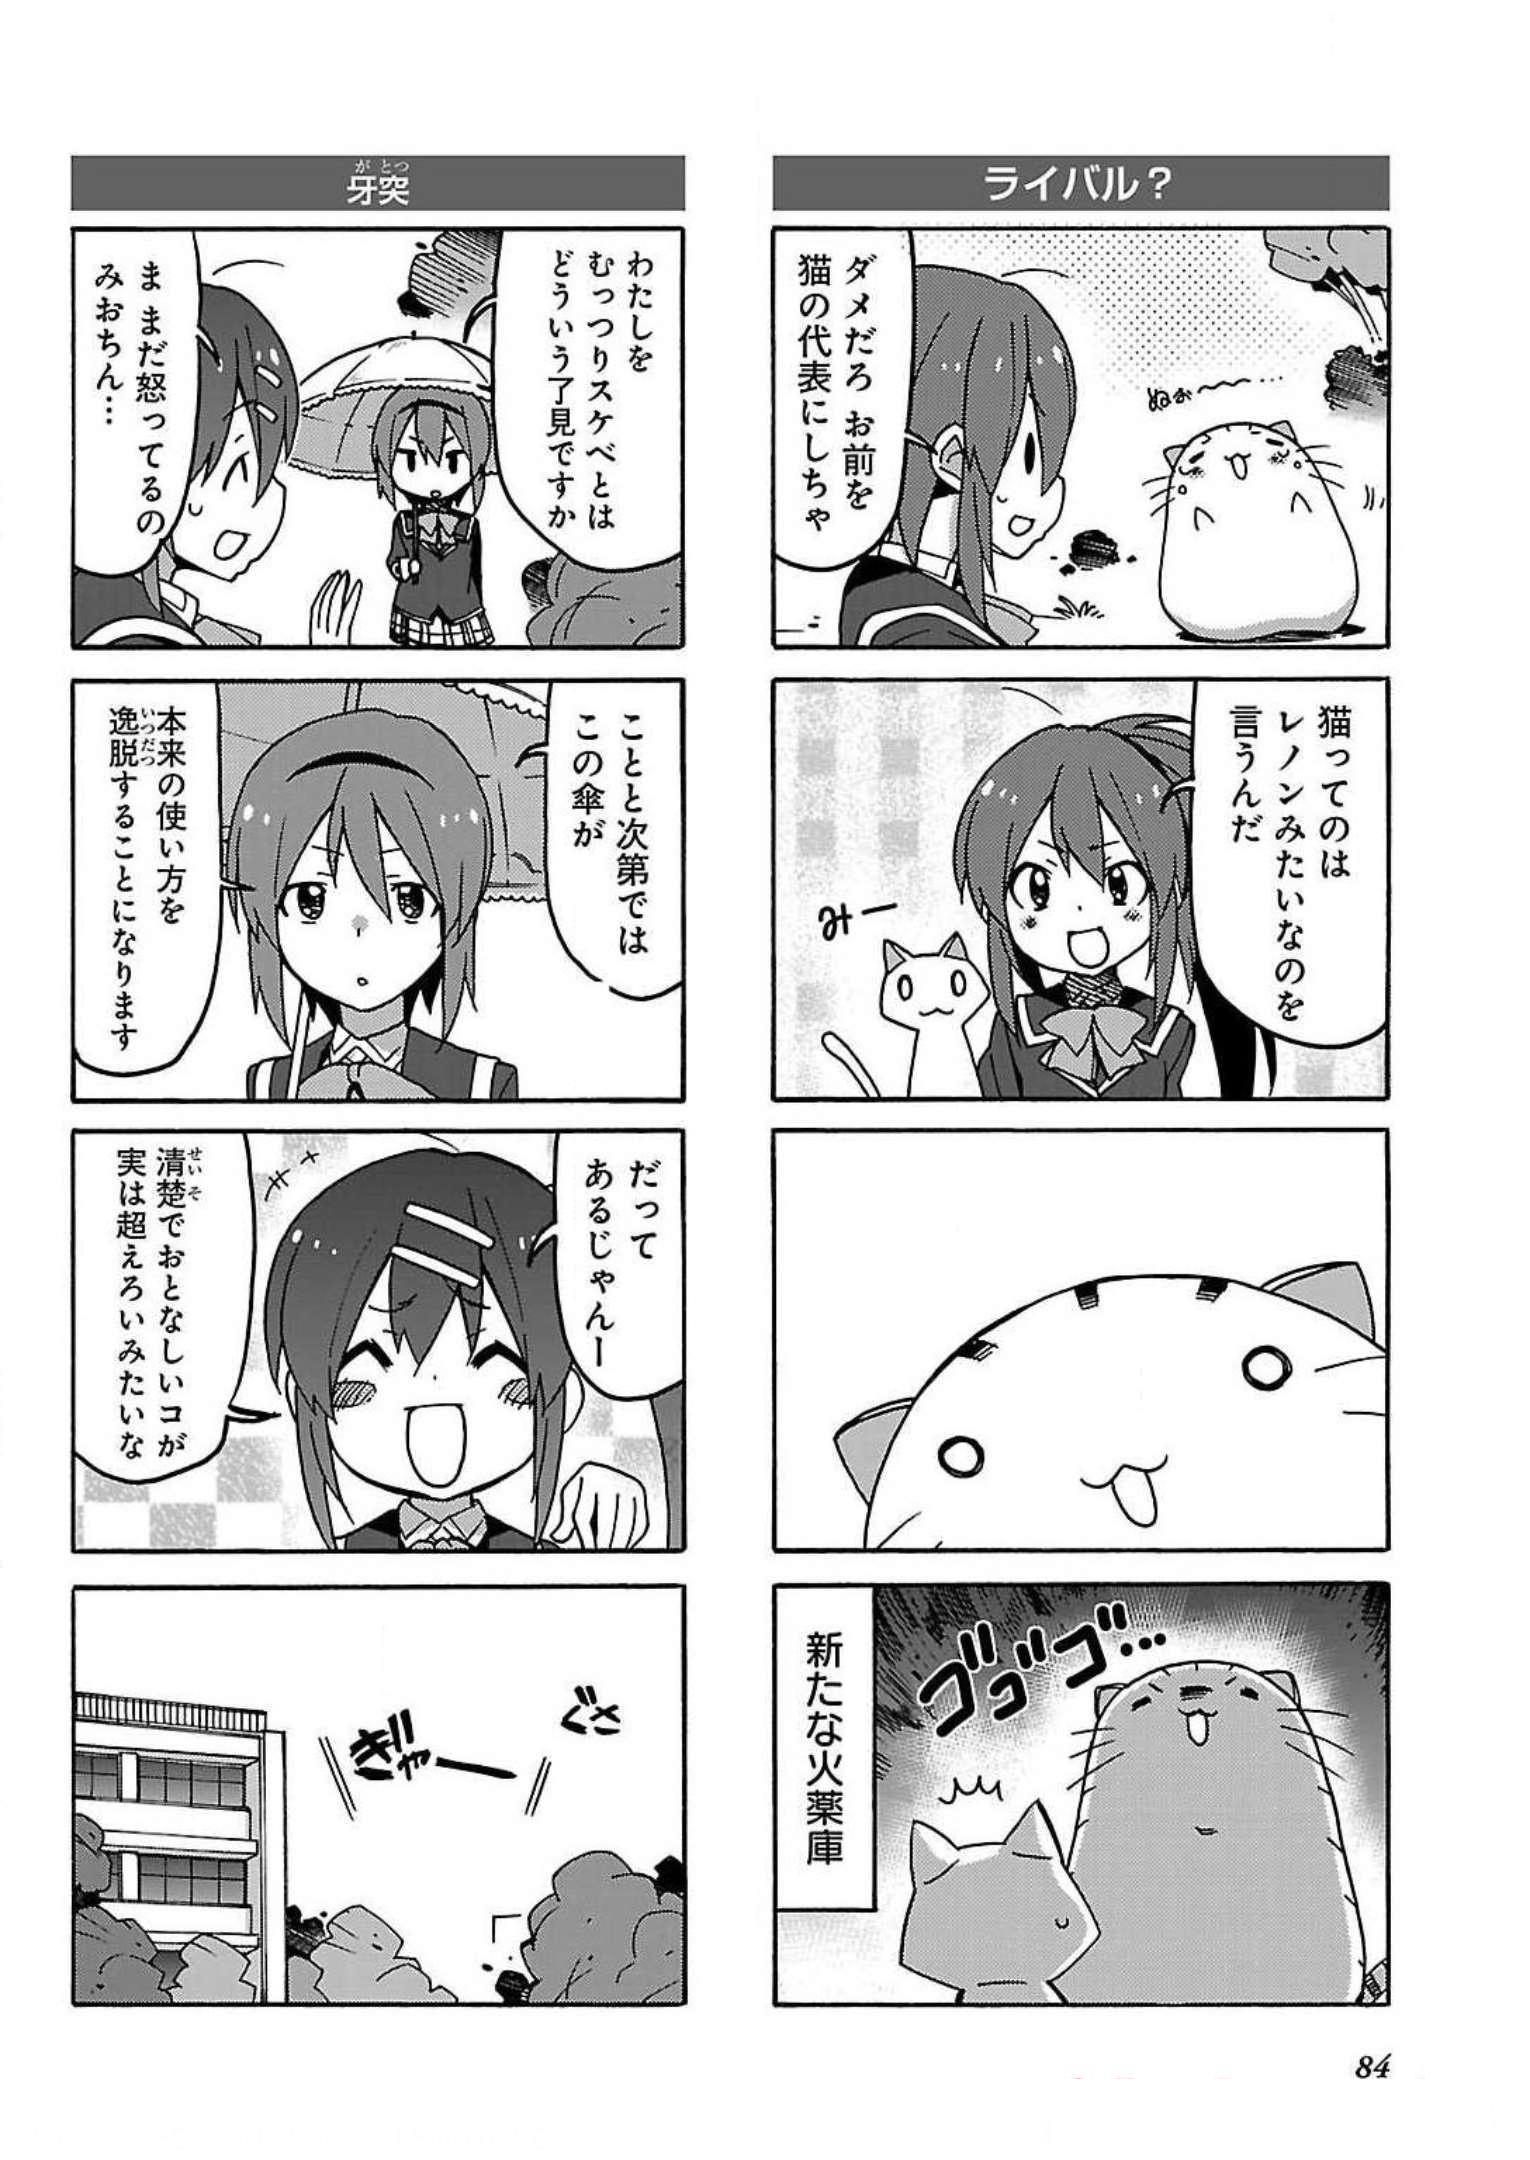 ライバル？
ダメだろ お前を
猫の代表にしちゃ
ぬぉぉ〜〜…
猫ってのは
レノンみたいなのを
言うんだ
みー
ゴゴゴ…
新たな火薬庫
牙突
がとつ
わたしを
むっつりスケベとは
どういう了見ですか
ま まだ怒ってるの
みおちん…
ことと次第では
この傘が
本来の使い方を
逸脱することになります
いつだつ
だって
あるじゃんー
清楚でおとなしいコが
せいそ
実は超えろいみたいな
ぐさ
ぎゃー
84